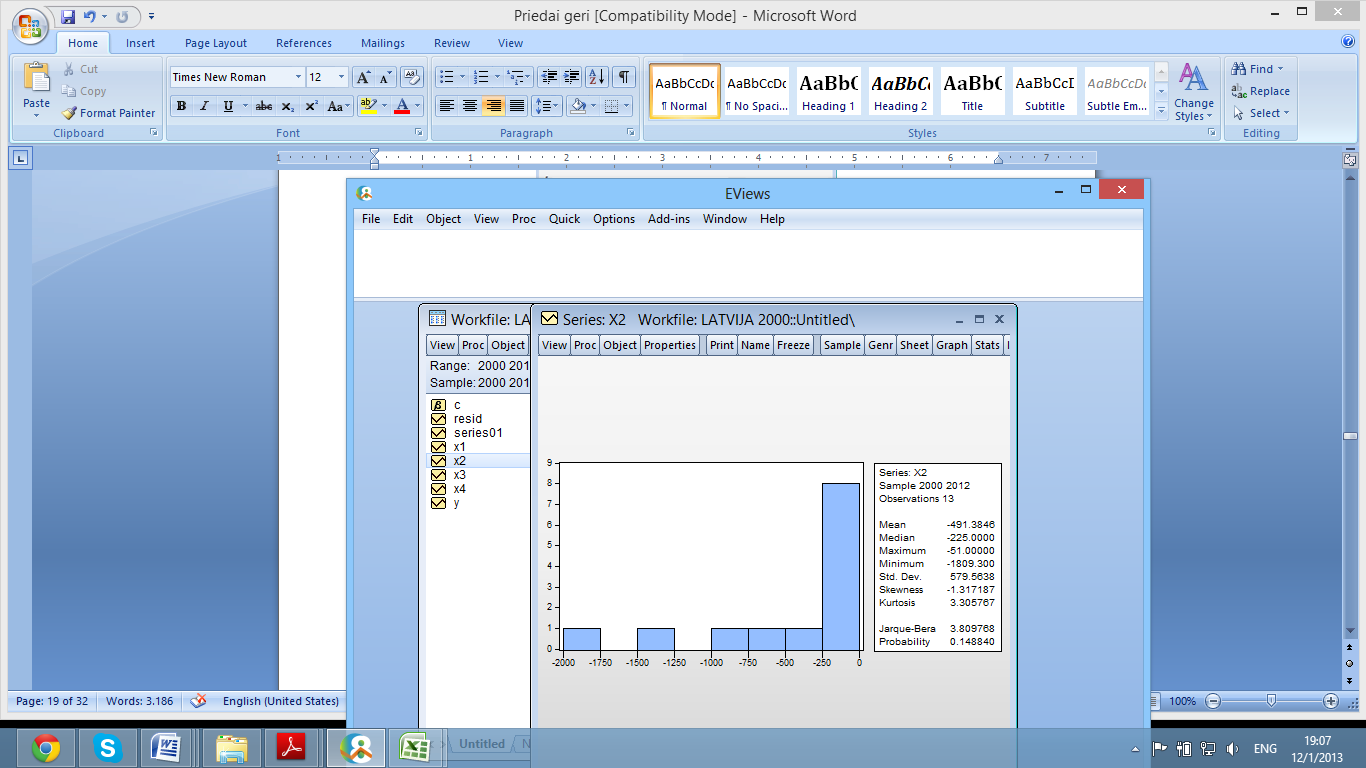 Priedai geri [Compatibility Mode] - Microsoft Word
Home Insert Page Layout References Mailings Review View
Paste Cut Copy Format Painter
Times New Roman 12
AaBbCcDc AaBbCcDc AaBbC AaBbCc AaBbC AaBbCcI AaBbCcDc
¶ Normal ¶ No Spaci... Heading 1 Heading 2 Title Subtitle Subtle Em...
Change Styles
Find
Replace
Select
Clipboard Font Paragraph Styles Editing
1 1 2 3 4 5 6 7
EViews
File Edit Object View Proc Quick Options Add-ins Window Help
Workfile: LA
View Proc Object
Range: 2000 201
Sample: 2000 201
c
resid
series01
x1
x2
x3
x4
y
Series: X2 Workfile: LATVIJA 2000::Untitled\
View Proc Object Properties Print Name Freeze Sample Genr Sheet Graph Stats
9
8
7
6
5
4
3
2
1
0
-2000 -1750 -1500 -1250 -1000 -750 -500 -250 0
Series: X2
Sample 2000 2012
Observations 13
Mean -491.3846
Median -225.0000
Maximum -51.00000
Minimum -1809.300
Std. Dev. 579.5638
Skewness -1.317187
Kurtosis 3.305767
Jarque-Bera 3.809768
Probability 0.148840
Untitled
Page: 19 of 32 Words: 3.186 English (United States) 100%
ENG 19:07
12/1/2013